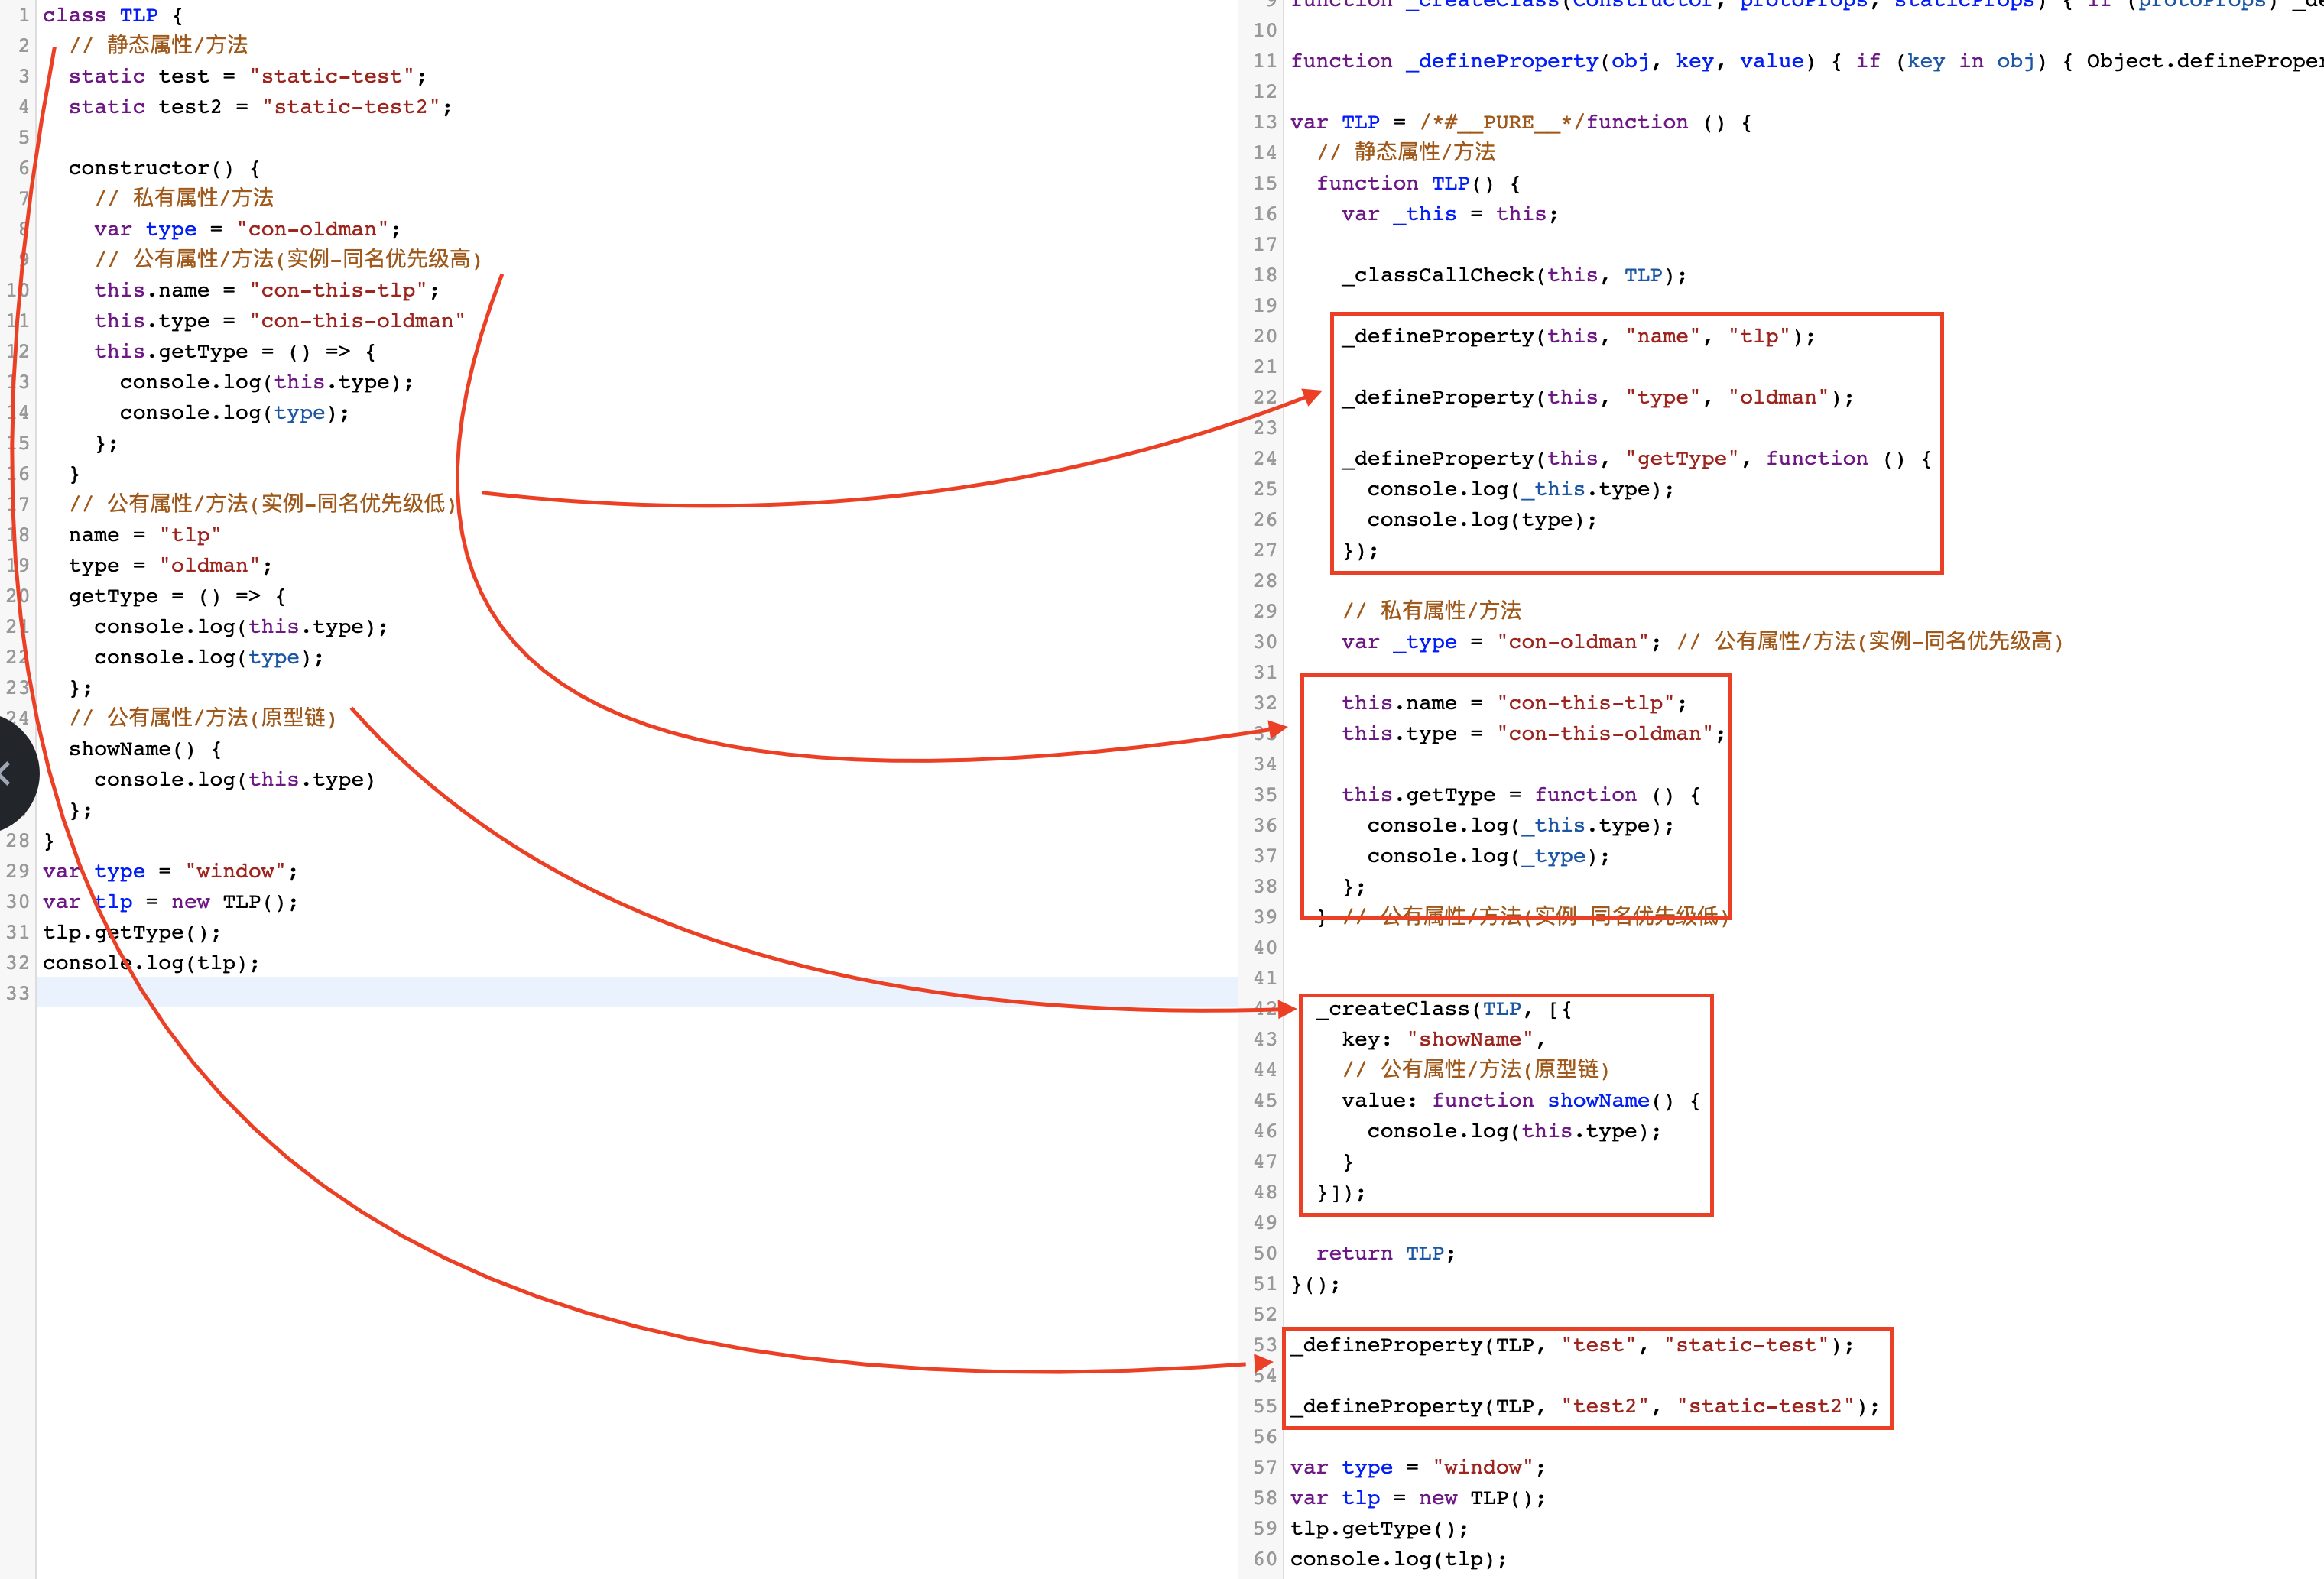 1 class TLP {
2 // 静态属性/方法
3 static test = "static-test";
4 static test2 = "static-test2";
5
6 constructor() {
7 // 私有属性/方法
8 var type = "con-oldman";
9 // 公有属性/方法(实例-同名优先级高)
10 this.name = "con-this-tlp";
11 this.type = "con-this-oldman"
12 this.getType = () => {
13 console.log(this.type);
14 console.log(type);
15 };
16 }
17 // 公有属性/方法(实例-同名优先级低)
18 name = "tlp"
19 type = "oldman";
20 getType = () => {
21 console.log(this.type);
22 console.log(type);
23 };
24 // 公有属性/方法(原型链)
showName() {
console.log(this.type)
};
28 }
29 var type = "window";
30 var tlp = new TLP();
31 tlp.getType();
32 console.log(tlp);
33
9 function _createClass(Constructor, protoProps, staticProps) { if (protoProps) _de
10
11 function _defineProperty(obj, key, value) { if (key in obj) { Object.definePrope
12
13 var TLP = /*#__PURE__*/function () {
14 // 静态属性/方法
15 function TLP() {
16 var _this = this;
17
18 _classCallCheck(this, TLP);
19
20 _defineProperty(this, "name", "tlp");
21
22 _defineProperty(this, "type", "oldman");
23
24 _defineProperty(this, "getType", function () {
25 console.log(_this.type);
26 console.log(type);
27 });
28
29 // 私有属性/方法
30 var _type = "con-oldman"; // 公有属性/方法(实例-同名优先级高)
31
32 this.name = "con-this-tlp";
33 this.type = "con-this-oldman";
34
35 this.getType = function () {
36 console.log(_this.type);
37 console.log(_type);
38 };
39 } // 公有属性/方法(实例-同名优先级低)
40
41
42 _createClass(TLP, [{
43 key: "showName",
44 // 公有属性/方法(原型链)
45 value: function showName() {
46 console.log(this.type);
47 }
48 }]);
49
50 return TLP;
51 }();
52
53 _defineProperty(TLP, "test", "static-test");
54
55 _defineProperty(TLP, "test2", "static-test2");
56
57 var type = "window";
58 var tlp = new TLP();
59 tlp.getType();
60 console.log(tlp);